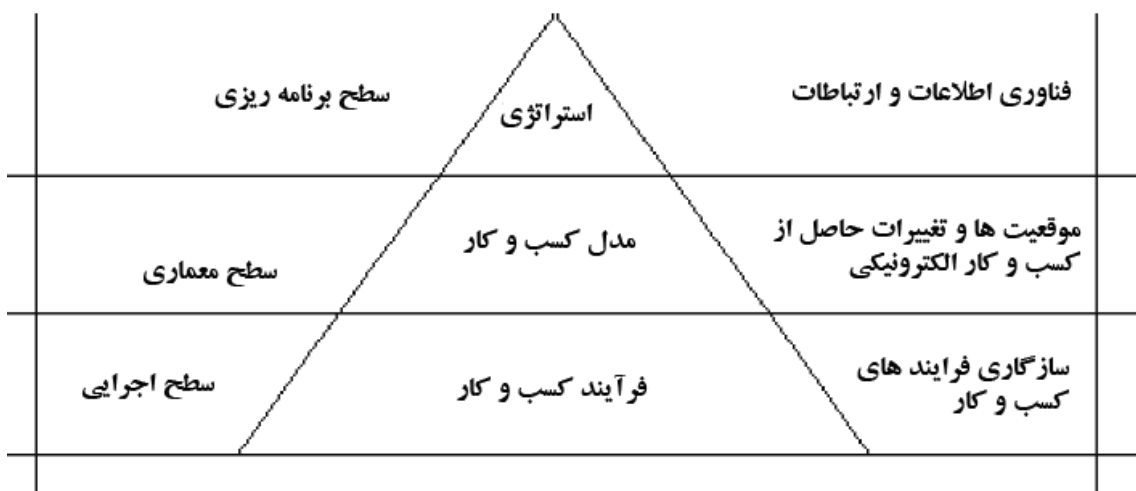 فناوری اطلاعات و ارتباطات
استراتژی
سطح برنامه ریزی
موقعیت ها و تغییرات حاصل از
کسب و کار الکترونیکی
مدل کسب و کار
سطح معماری
سازگاری فرایند های
کسب و کار
فرآیند کسب و کار
سطح اجرایی